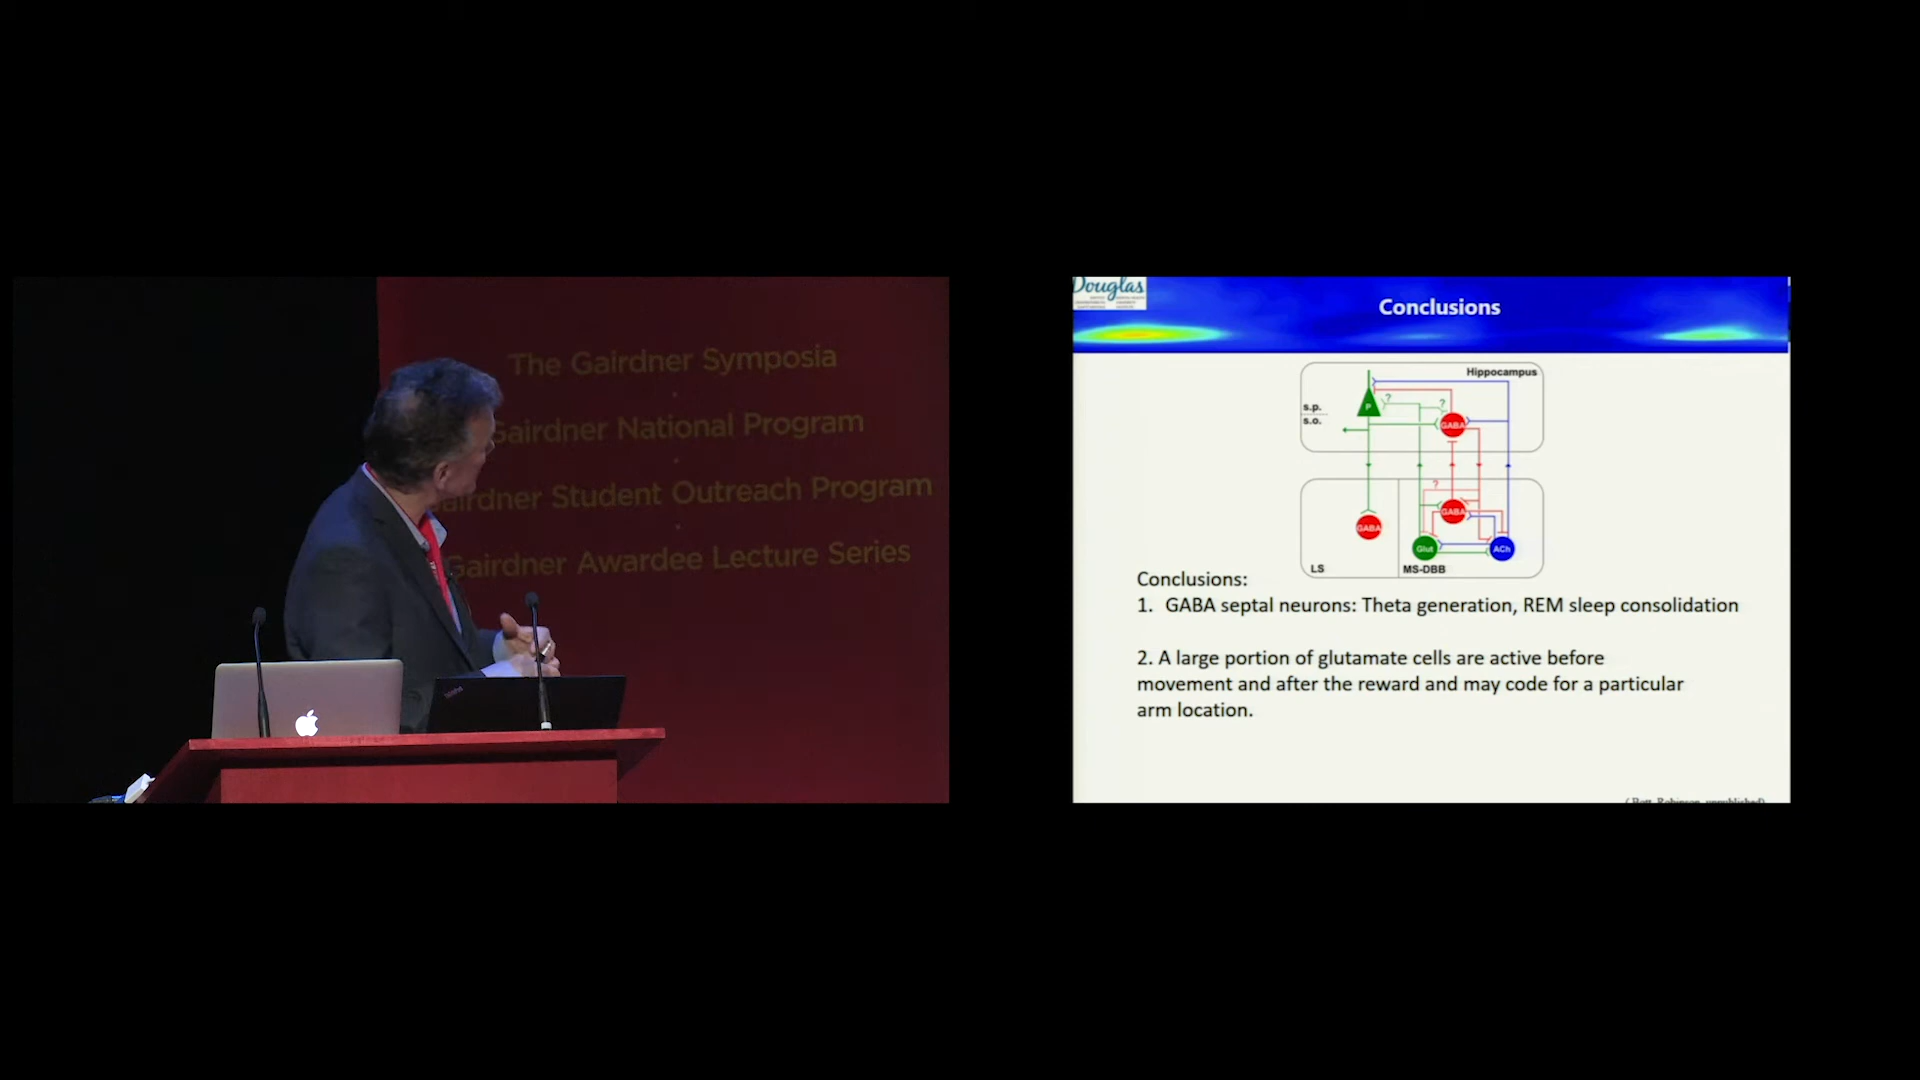 The Gairdner Symposia
Gairdner National Program
Gairdner Student Outreach Program
Gairdner Awardee Lecture Series
Douglas
Conclusions
Hippocampus
P
?
?
s.p.
s.o.
GABA
?
GABA
GABA
Glut
ACh
LS
MS-DBB
Conclusions:
1. GABA septal neurons: Theta generation, REM sleep consolidation
2. A large portion of glutamate cells are active before
movement and after the reward and may code for a particular
arm location.